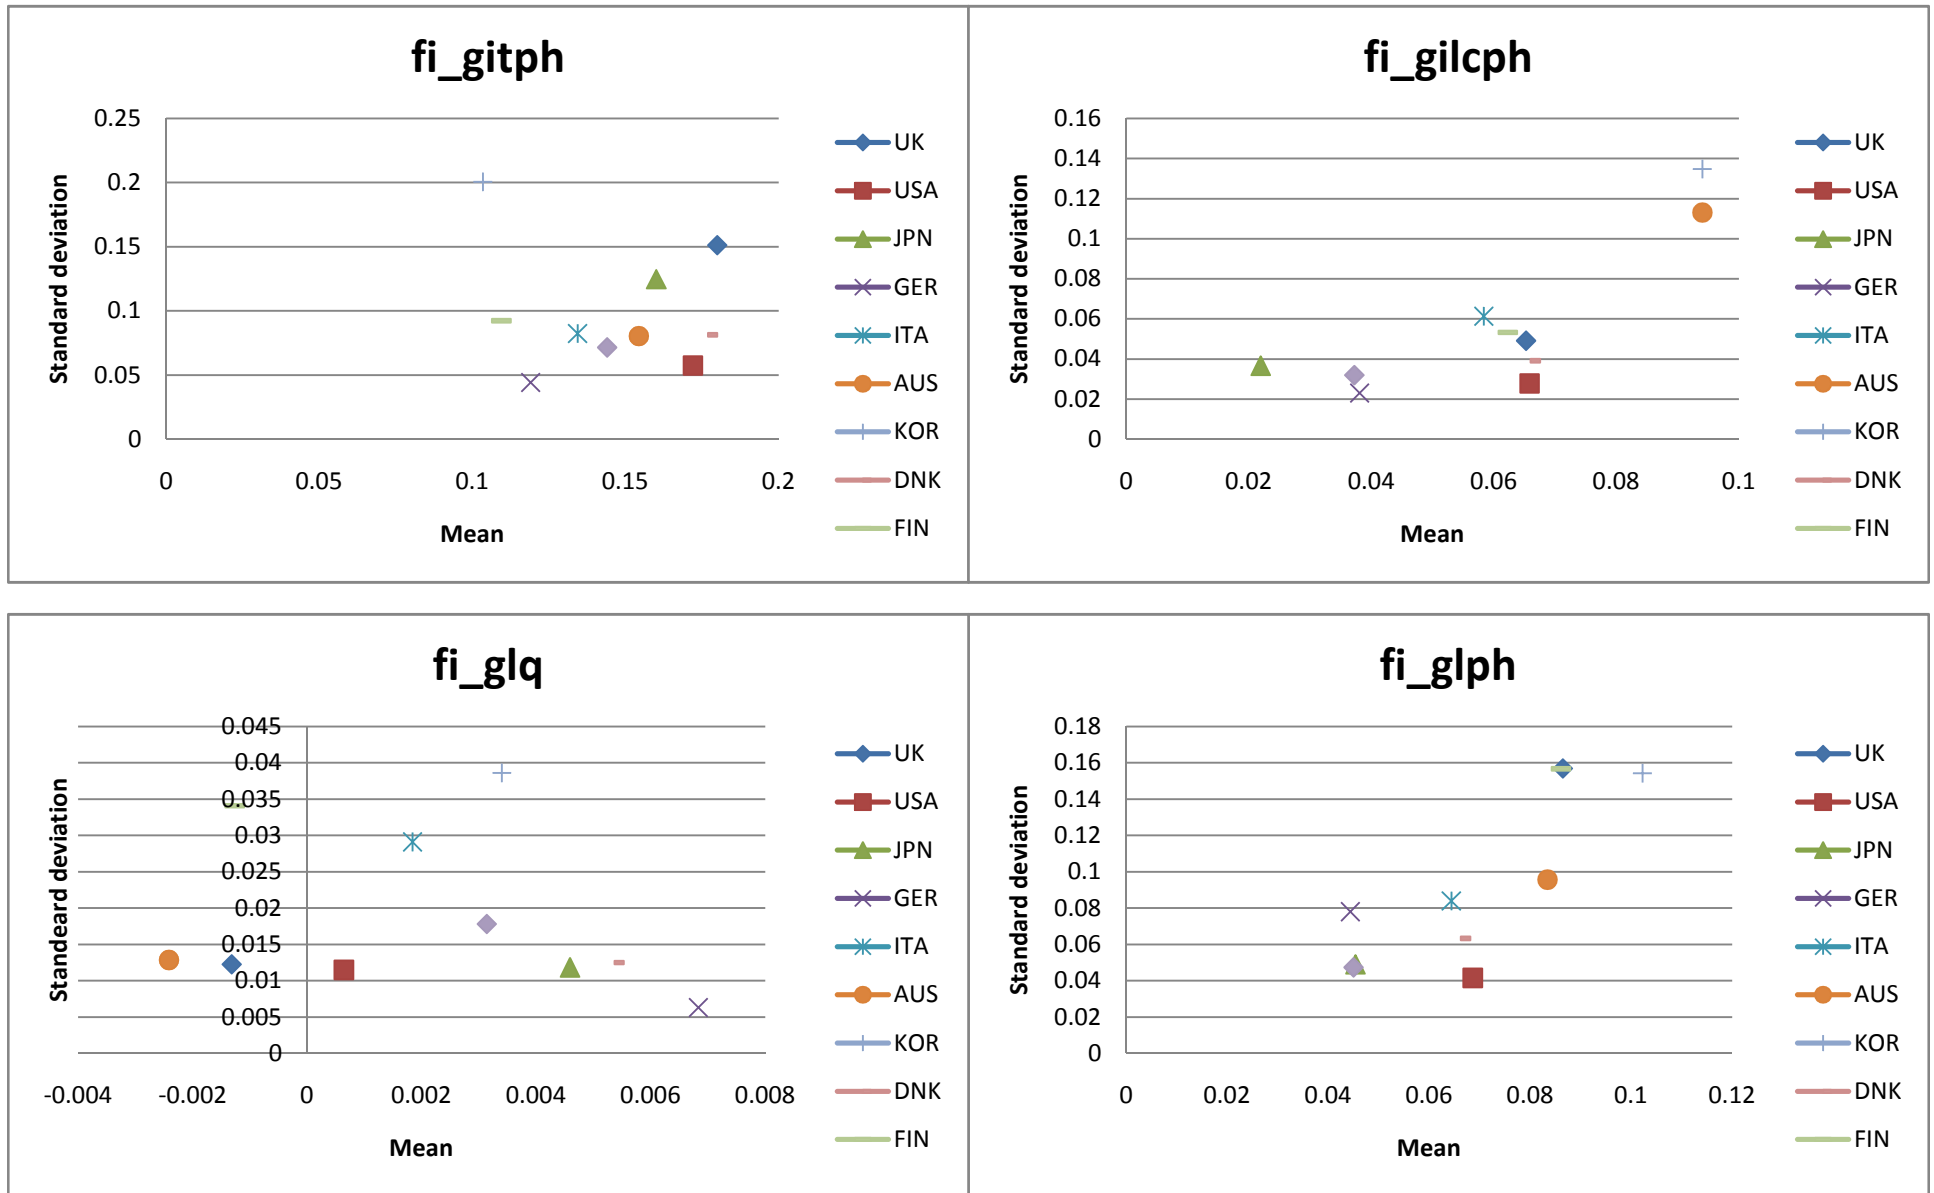 fi_gitph
0.25
0.2
0.15
0.1
0.05
0
Standard deviation
0 0.05 0.1 0.15 0.2
Mean
UK
USA
JPN
GER
ITA
AUS
KOR
DNK
FIN
fi_gilcph
0.16
0.14
0.12
0.1
0.08
0.06
0.04
0.02
0
Standard deviation
0 0.02 0.04 0.06 0.08 0.1
Mean
UK
USA
JPN
GER
ITA
AUS
KOR
DNK
FIN
fi_glq
0.045
0.04
0.035
0.03
0.025
0.02
0.015
0.01
0.005
0
Standeard deviation
-0.004 -0.002 0 0.002 0.004 0.006 0.008
Mean
UK
USA
JPN
GER
ITA
AUS
KOR
DNK
FIN
fi_glph
0.18
0.16
0.14
0.12
0.1
0.08
0.06
0.04
0.02
0
Standard deviation
0 0.02 0.04 0.06 0.08 0.1 0.12
Mean
UK
USA
JPN
GER
ITA
AUS
KOR
DNK
FIN